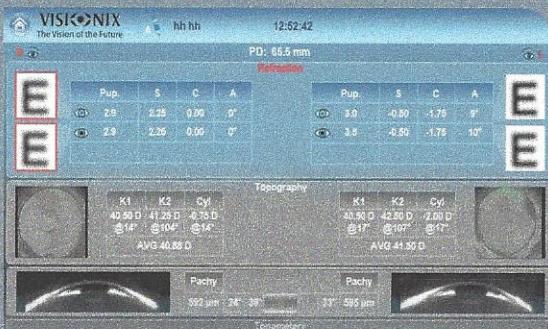 VISIONIX
The Vision of the Future
hh hh
12:52:42
PD: 65.5 mm
Refraction
E
E
Pup. S C A
2.9 2.25 0.00 0°
2.9 2.25 0.00 0°
Pup. S C A
3.0 -0.50 -1.75 9°
3.5 -0.50 -1.75 10°
E
E
Topography
K1 K2 Cyl
40.50 D 41.25 D -0.75 D
@14° @104° @14°
AVG 40.88 D
K1 K2 Cyl
40.50 D 42.50 D -2.00 D
@17° @107° @17°
AVG 41.50 D
Pachy
592 µm 24° 39°
Pachy
33° 595 µm
Tonometry